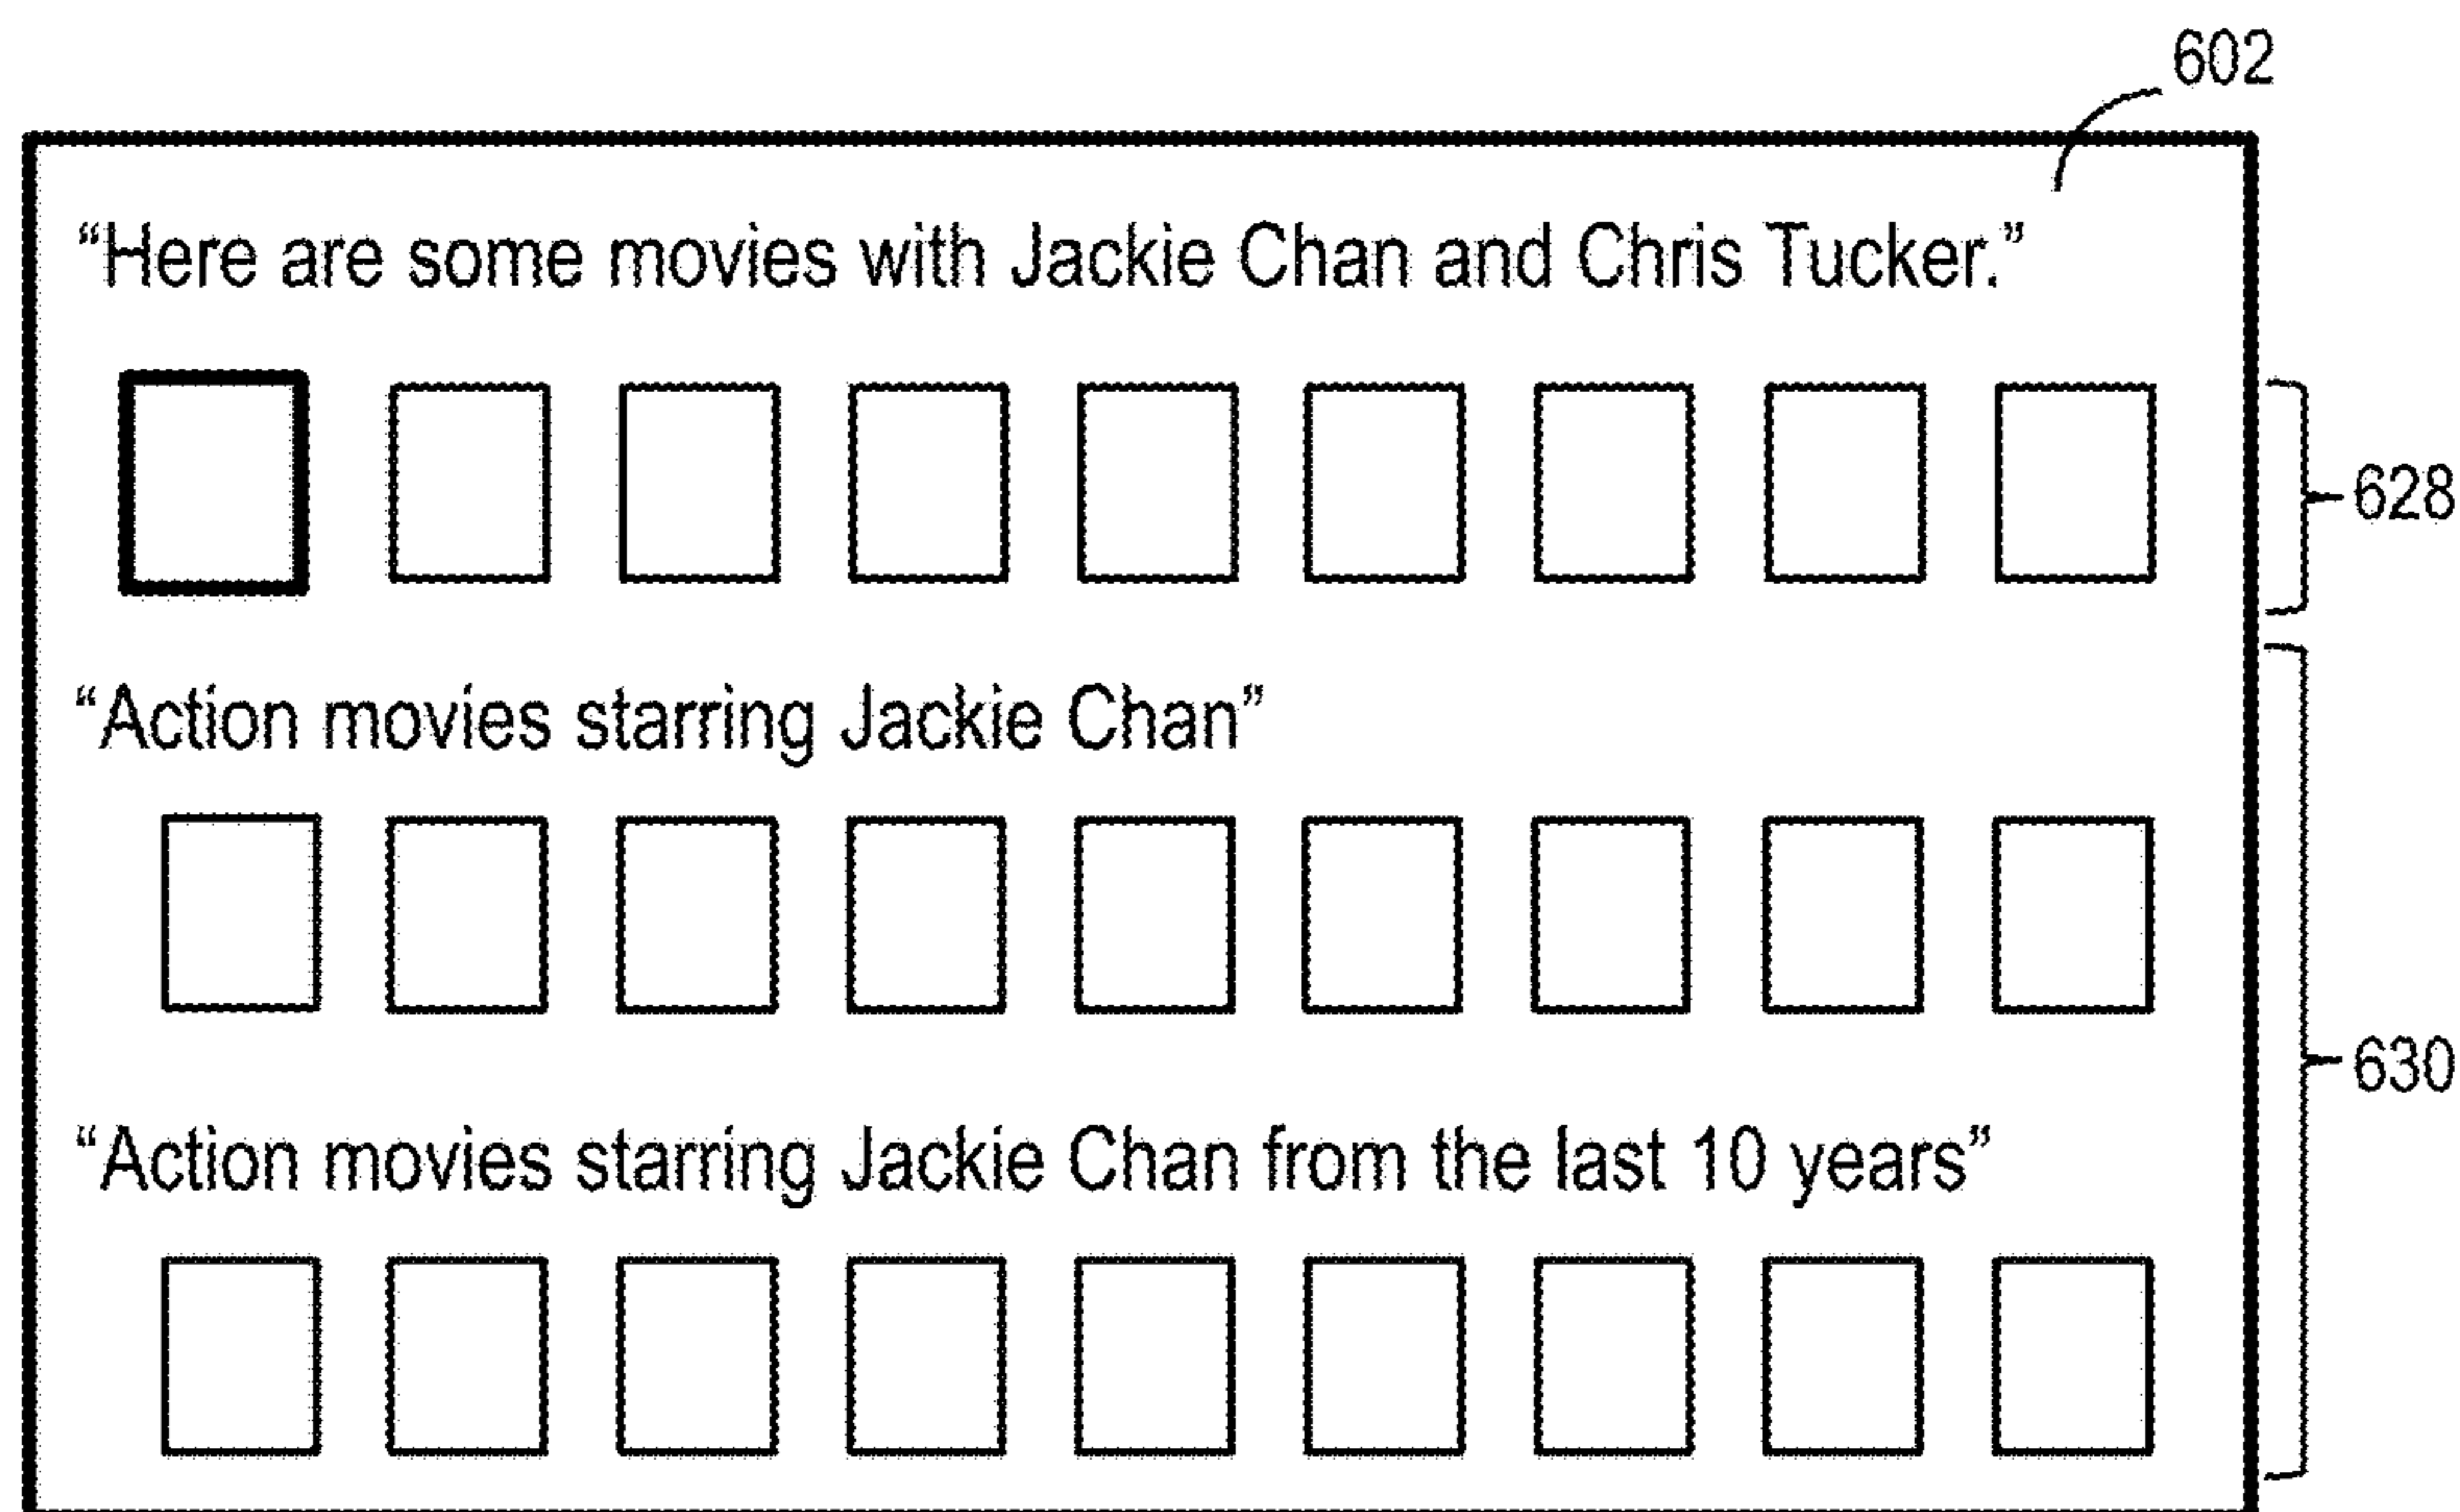 602
“Here are some movies with Jackie Chan and Chris Tucker.”
628
“Action movies starring Jackie Chan”
630
“Action movies starring Jackie Chan from the last 10 years”